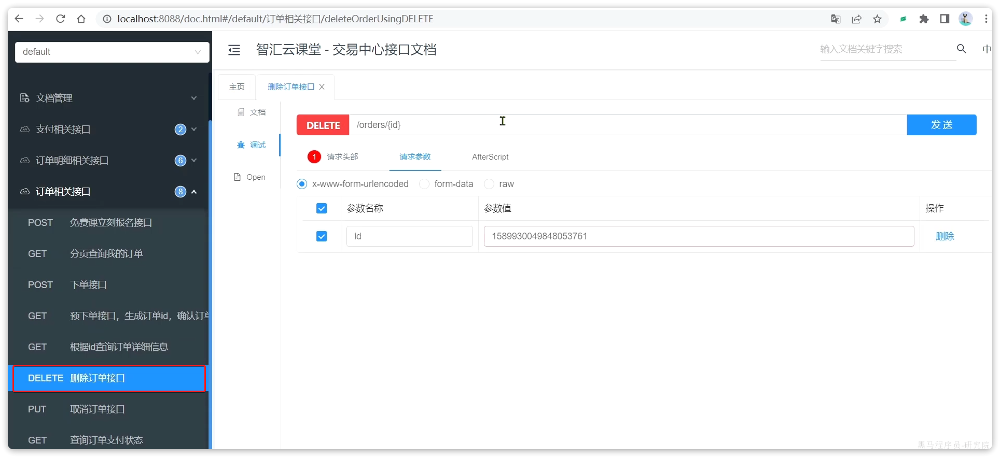 localhost:8088/doc.html#/default/订单相关接口/deleteOrderUsingDELETE
default
智汇云课堂 - 交易中心接口文档
输入文档关键字搜索
中
主页
删除订单接口
文档管理
支付相关接口
2
订单明细相关接口
6
订单相关接口
8
POST 免费课立刻报名接口
GET 分页查询我的订单
POST 下单接口
GET 预下单接口，生成订单id，确认订单
GET 根据id查询订单详细信息
DELETE 删除订单接口
PUT 取消订单接口
GET 查询订单支付状态
文档
调试
Open
DELETE
/orders/{id}
发 送
1
请求头部
请求参数
AfterScript
x-www-form-urlencoded
form-data
raw
参数名称
参数值
操作
id
1589930049848053761
删除
黑马程序员-研究院